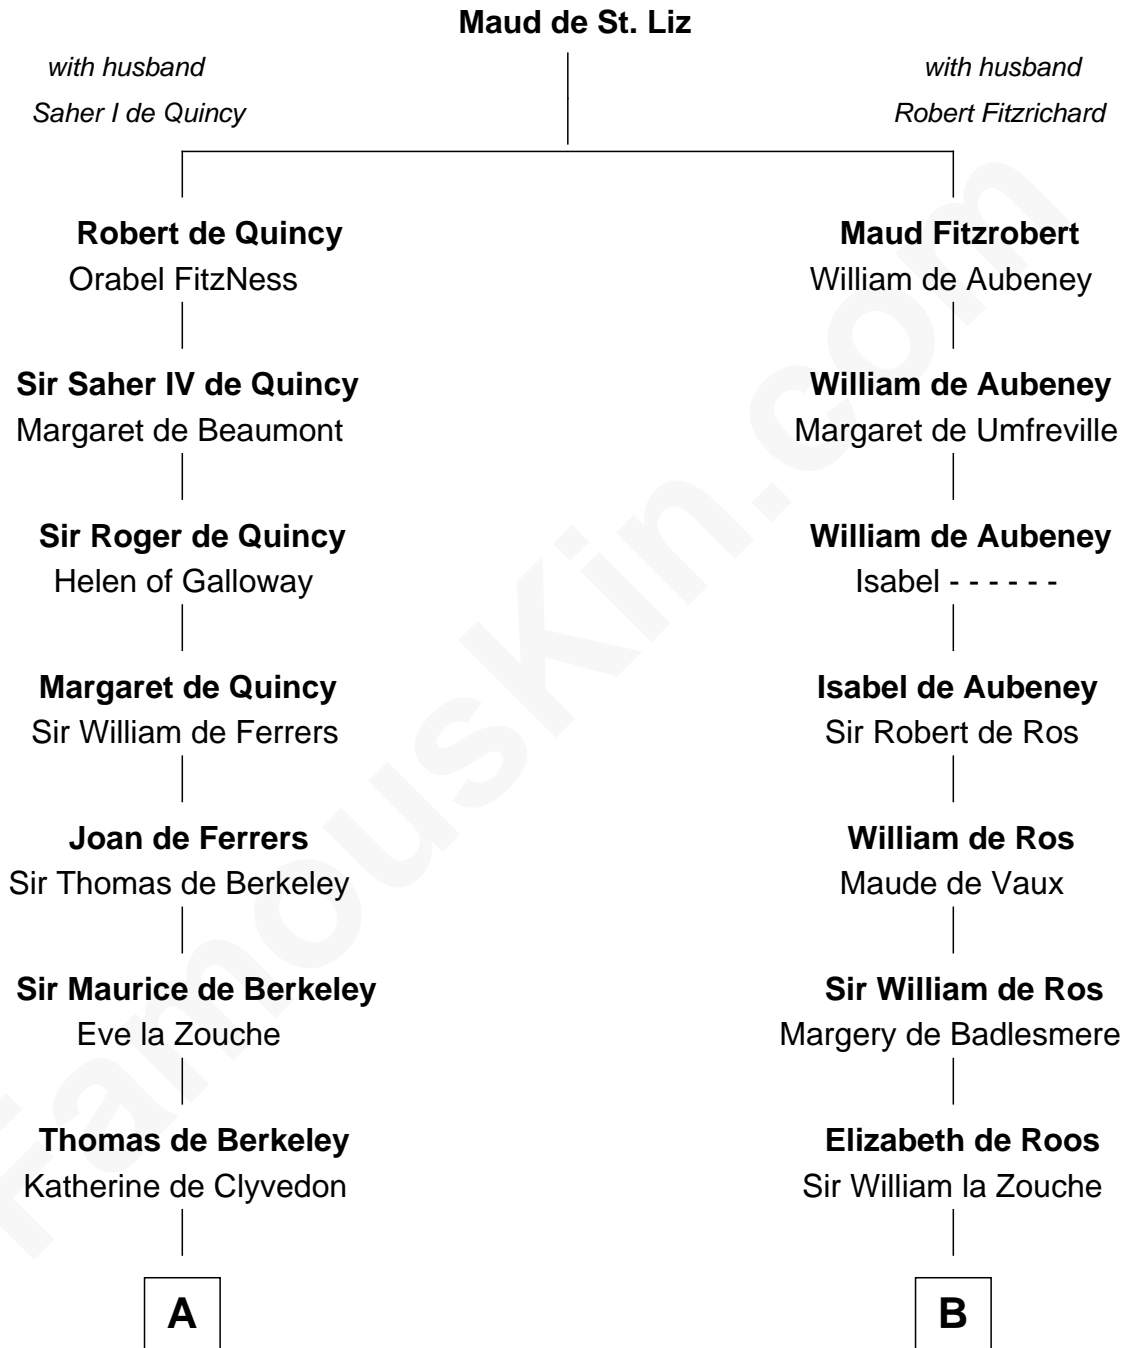 Maud de St. Liz
with husband
Saher I de Quincy
with husband
Robert Fitzrichard
Robert de Quincy
Orabel FitzNess
Maud Fitzrobert
William de Aubeney
Sir Saher IV de Quincy
Margaret de Beaumont
William de Aubeney
Margaret de Umfreville
Sir Roger de Quincy
Helen of Galloway
William de Aubeney
Isabel - - - - - -
Margaret de Quincy
Sir William de Ferrers
Isabel de Aubeney
Sir Robert de Ros
Joan de Ferrers
Sir Thomas de Berkeley
William de Ros
Maude de Vaux
Sir Maurice de Berkeley
Eve la Zouche
Sir William de Ros
Margery de Badlesmere
Thomas de Berkeley
Katherine de Clyvedon
Elizabeth de Roos
Sir William la Zouche
A
B
FamousKin.com